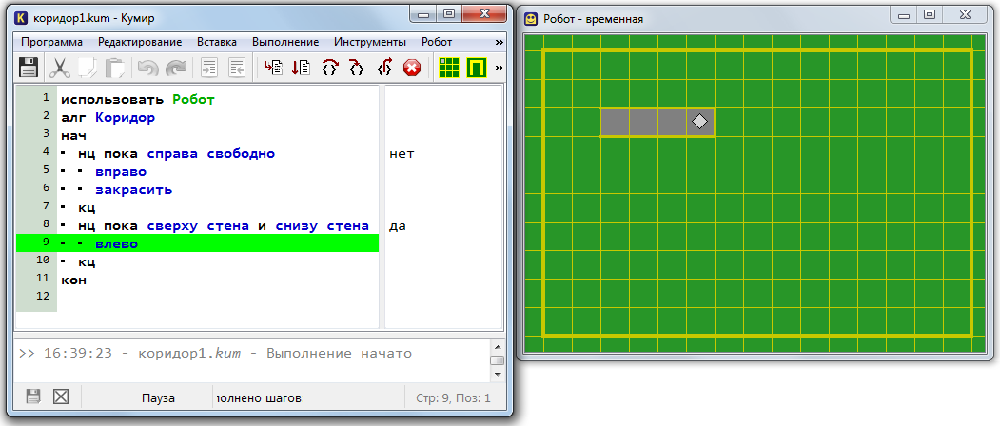 коридор1.kum - Кумир
Программа Редактирование Вставка Выполнение Инструменты Робот »
»
1 использовать Робот
2 алг Коридор
3 нач
4 нц пока справа свободно нет
5 вправо
6 закрасить
7 кц
8 нц пока сверху стена и снизу стена да
9 влево
10 кц
11 кон
12
>> 16:39:23 - коридор1.kum - Выполнение начато
Пауза ıолнено шагов Стр: 9, Поз: 1
Робот - временная